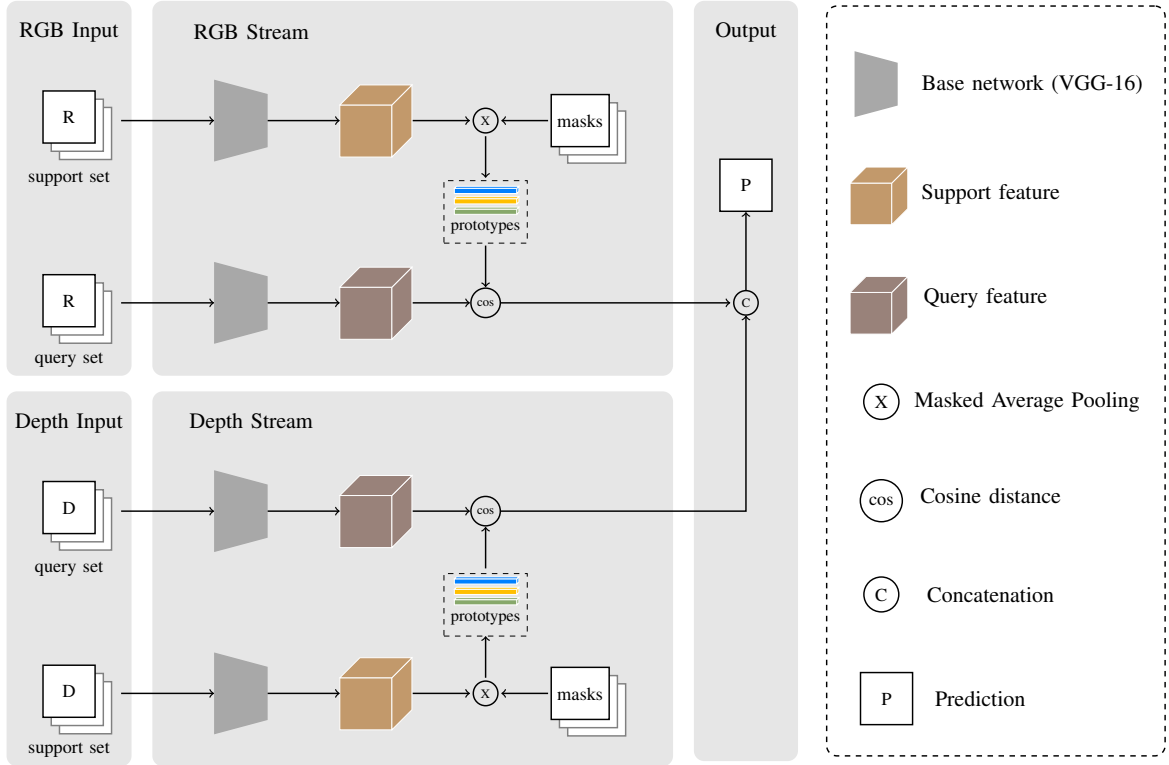 RGB Input
RGB Stream
Output
R
support set
X
masks
prototypes
R
query set
cos
C
P
Depth Input
Depth Stream
D
query set
cos
prototypes
D
support set
X
masks
Base network (VGG-16)
Support feature
Query feature
X Masked Average Pooling
cos Cosine distance
C Concatenation
P Prediction